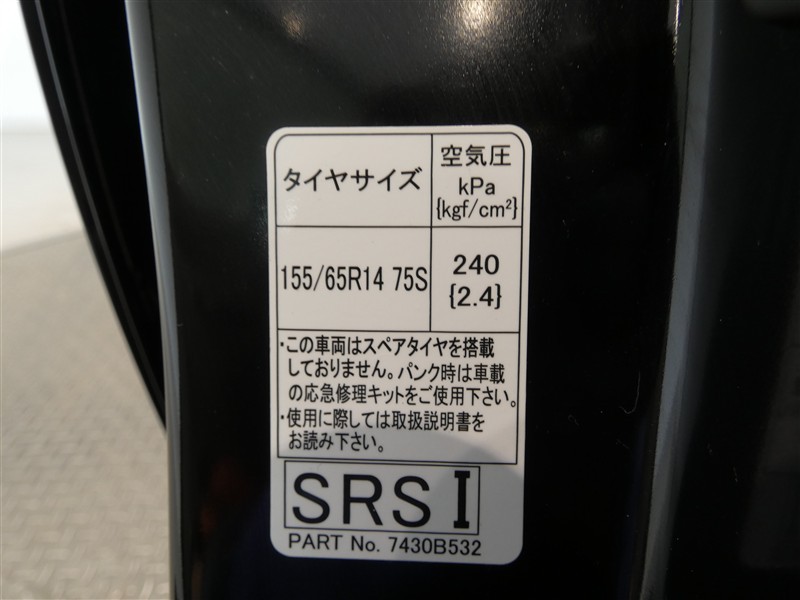 タイヤサイズ
空気圧
kPa
{kgf/cm²}
155/65R14 75S
240
{2.4}
・この車両はスペアタイヤを搭載
しておりません。パンク時は車載
の応急修理キットをご使用下さい。
・使用に際しては取扱説明書を
お読み下さい。
SRS I
PART No. 7430B532